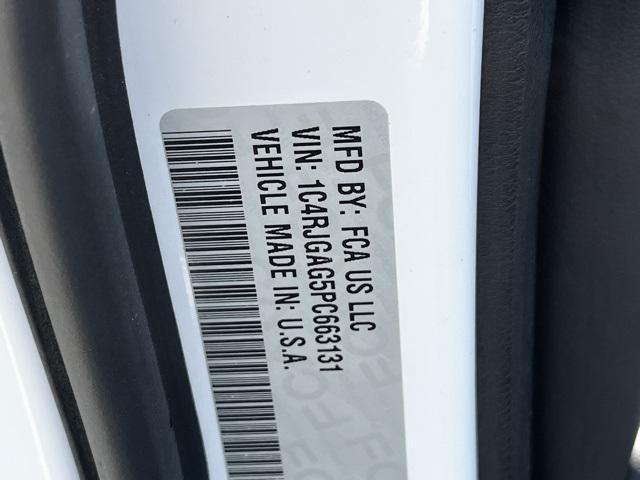 MFD BY: FCA US LLC
VIN: 1C4RJGAG5PC663131
VEHICLE MADE IN: U.S.A.